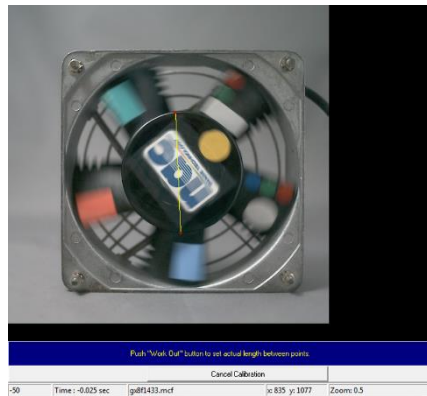 Push "Work Out" button to set actual length between points
Cancel Calibration
-50 Time : -0.025 sec gx8f1433.mcf x: 835 y: 1077 Zoom: 0.5